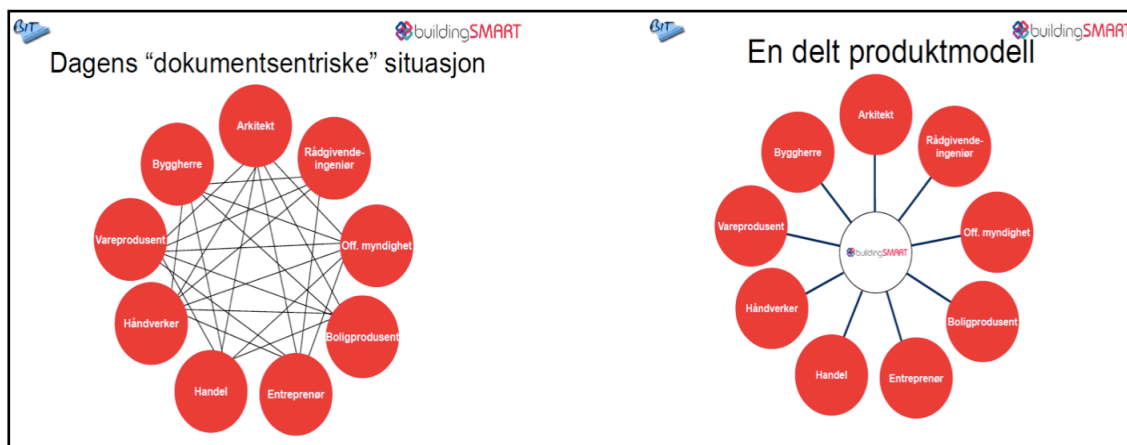 BIT
buildingSMART
Dagens “dokumentsentriske” situasjon
Arkitekt
Rådgivende-
ingeniør
Byggherre
Vareprodusent
Off. myndighet
Håndverker
Boligprodusent
Handel
Entreprenør
BIT
buildingSMART
En delt produktmodell
Arkitekt
Rådgivende-
ingeniør
Byggherre
Vareprodusent
Off. myndighet
buildingSMART
Håndverker
Boligprodusent
Handel
Entreprenør